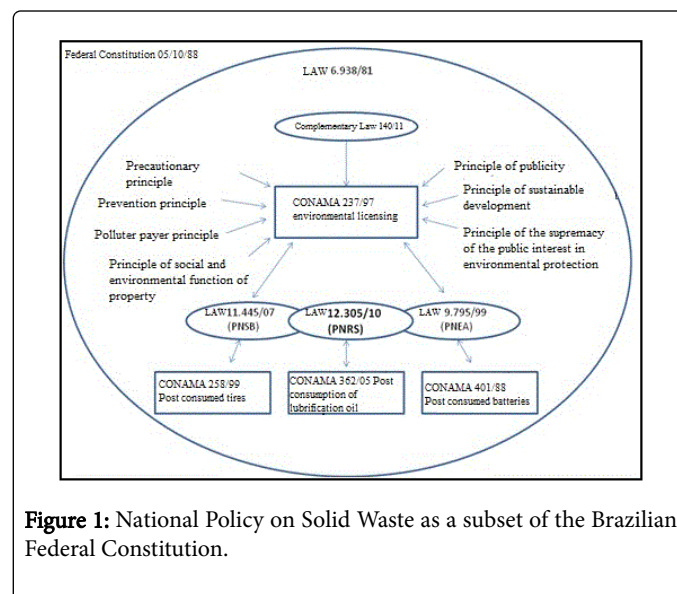 Federal Constitution 05/10/88
LAW 6.938/81
Complementary Law 140/11
Precautionary
principle
Prevention principle
Polluter payer principle
Principle of social and
environmental function of
property
CONAMA 237/97
environmental licensing
Principle of publicity
Principle of sustainable
development
Principle of the supremacy
of the public interest in
environmental protection
LAW11.445/07
(PNSB)
LAW12.305/10
(PNRS)
LAW 9.795/99
(PNEA)
CONAMA 258/99
Post consumed tires
CONAMA 362/05 Post
consumption of
lubrification oil
CONAMA 401/88
Post consumed batteries
Figure 1: National Policy on Solid Waste as a subset of the Brazilian
Federal Constitution.